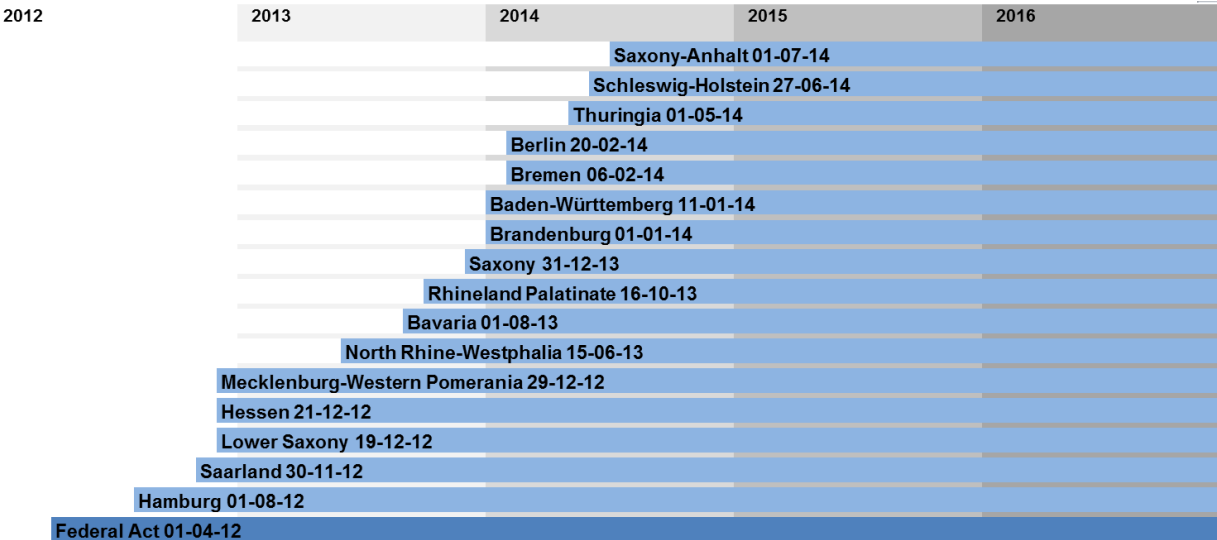 2012 2013 2014 2015 2016
Saxony-Anhalt 01-07-14
Schleswig-Holstein 27-06-14
Thuringia 01-05-14
Berlin 20-02-14
Bremen 06-02-14
Baden-Württemberg 11-01-14
Brandenburg 01-01-14
Saxony 31-12-13
Rhineland Palatinate 16-10-13
Bavaria 01-08-13
North Rhine-Westphalia 15-06-13
Mecklenburg-Western Pomerania 29-12-12
Hessen 21-12-12
Lower Saxony 19-12-12
Saarland 30-11-12
Hamburg 01-08-12
Federal Act 01-04-12